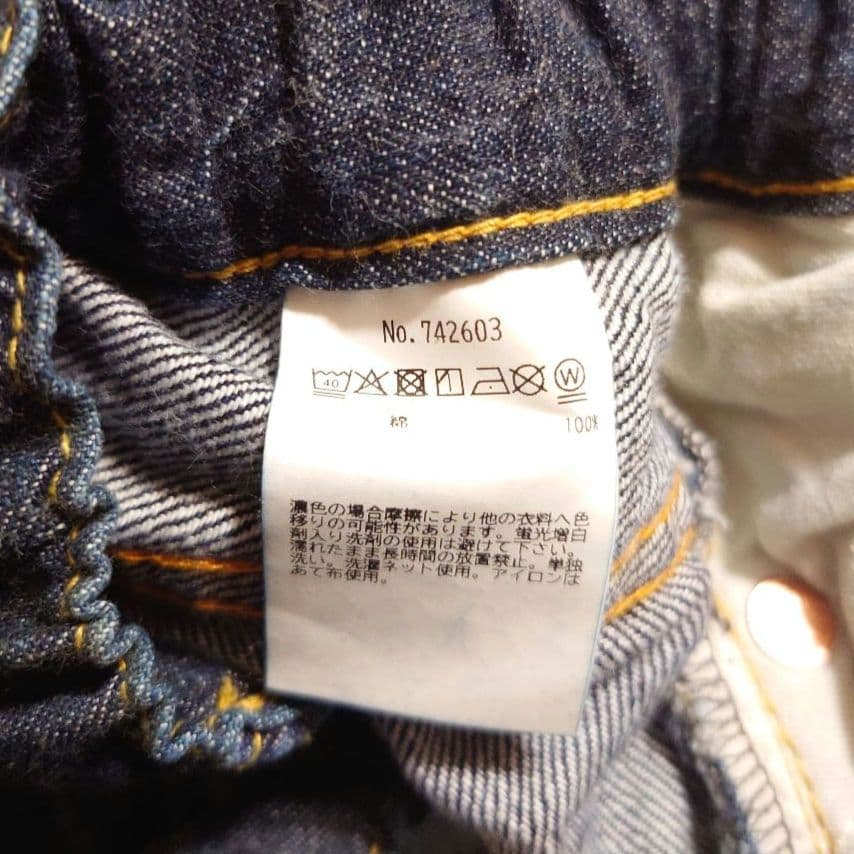 No.742603
40 W
綿 100%
濃色の場合摩擦により他の衣料へ色
移りの可能性があります。蛍光増白
剤入り洗剤の使用は避けて下さい。
濡れたまま長時間の放置禁止。単独
洗い。洗濯ネット使用。アイロンは
あて布使用。